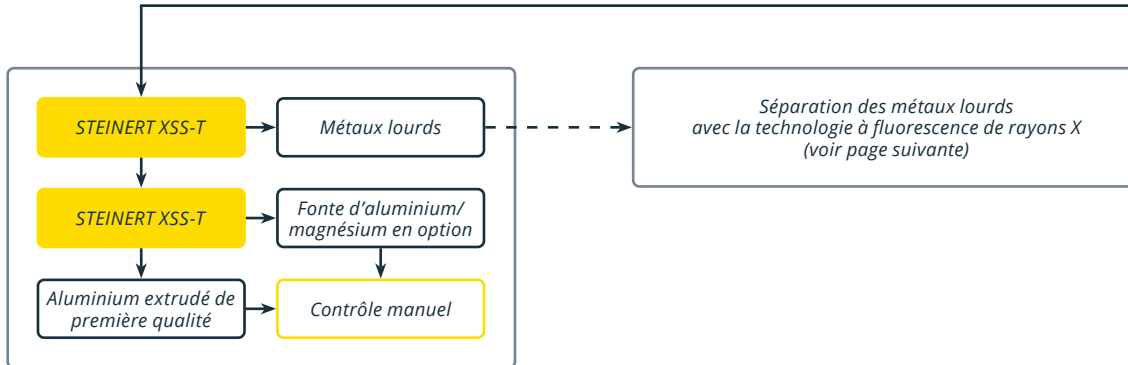 STEINERT XSS-T
Métaux lourds
Séparation des métaux lourds
avec la technologie à fluorescence de rayons X
(voir page suivante)
STEINERT XSS-T
Fonte d’aluminium/
magnésium en option
Aluminium extrudé de
première qualité
Contrôle manuel